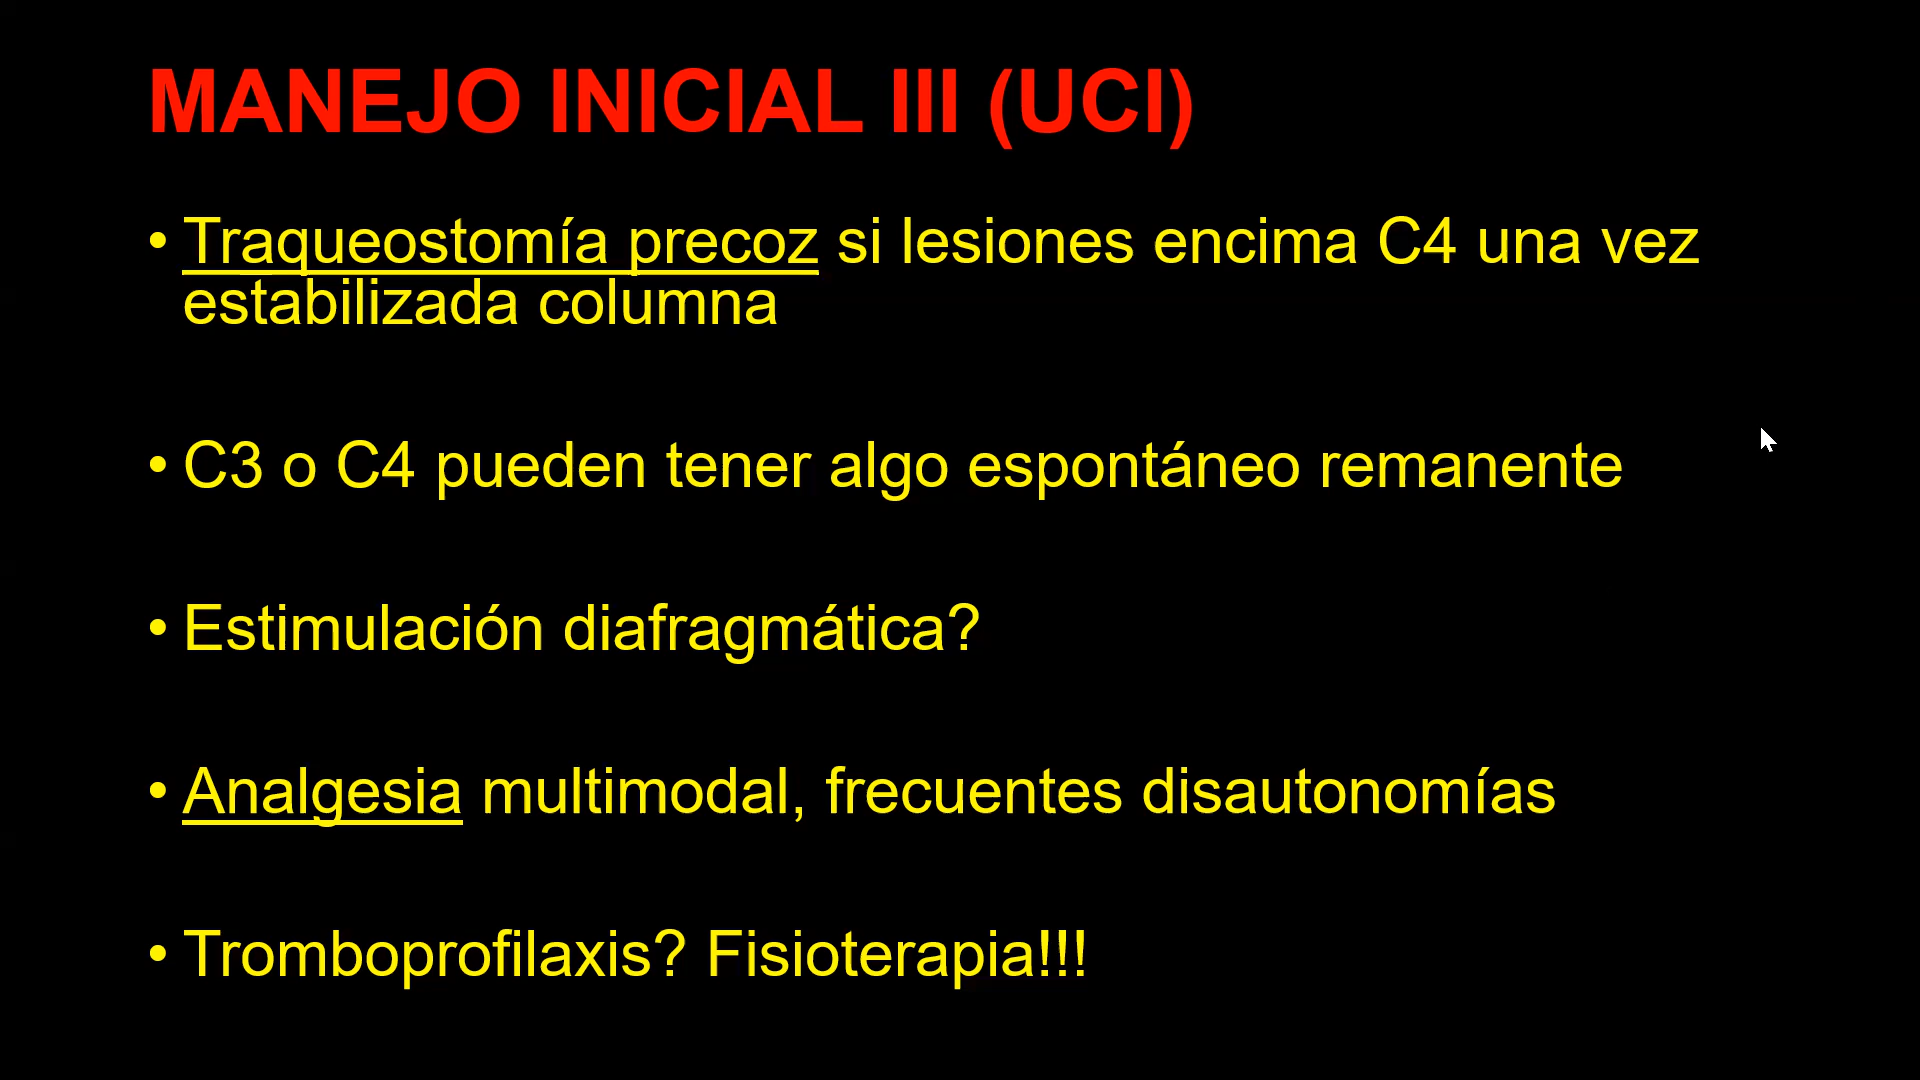 MANEJO INICIAL III (UCI)
• Traqueostomía precoz si lesiones encima C4 una vez
estabilizada columna
• C3 o C4 pueden tener algo espontáneo remanente
• Estimulación diafragmática?
• Analgesia multimodal, frecuentes disautonomías
• Tromboprofilaxis? Fisioterapia!!!